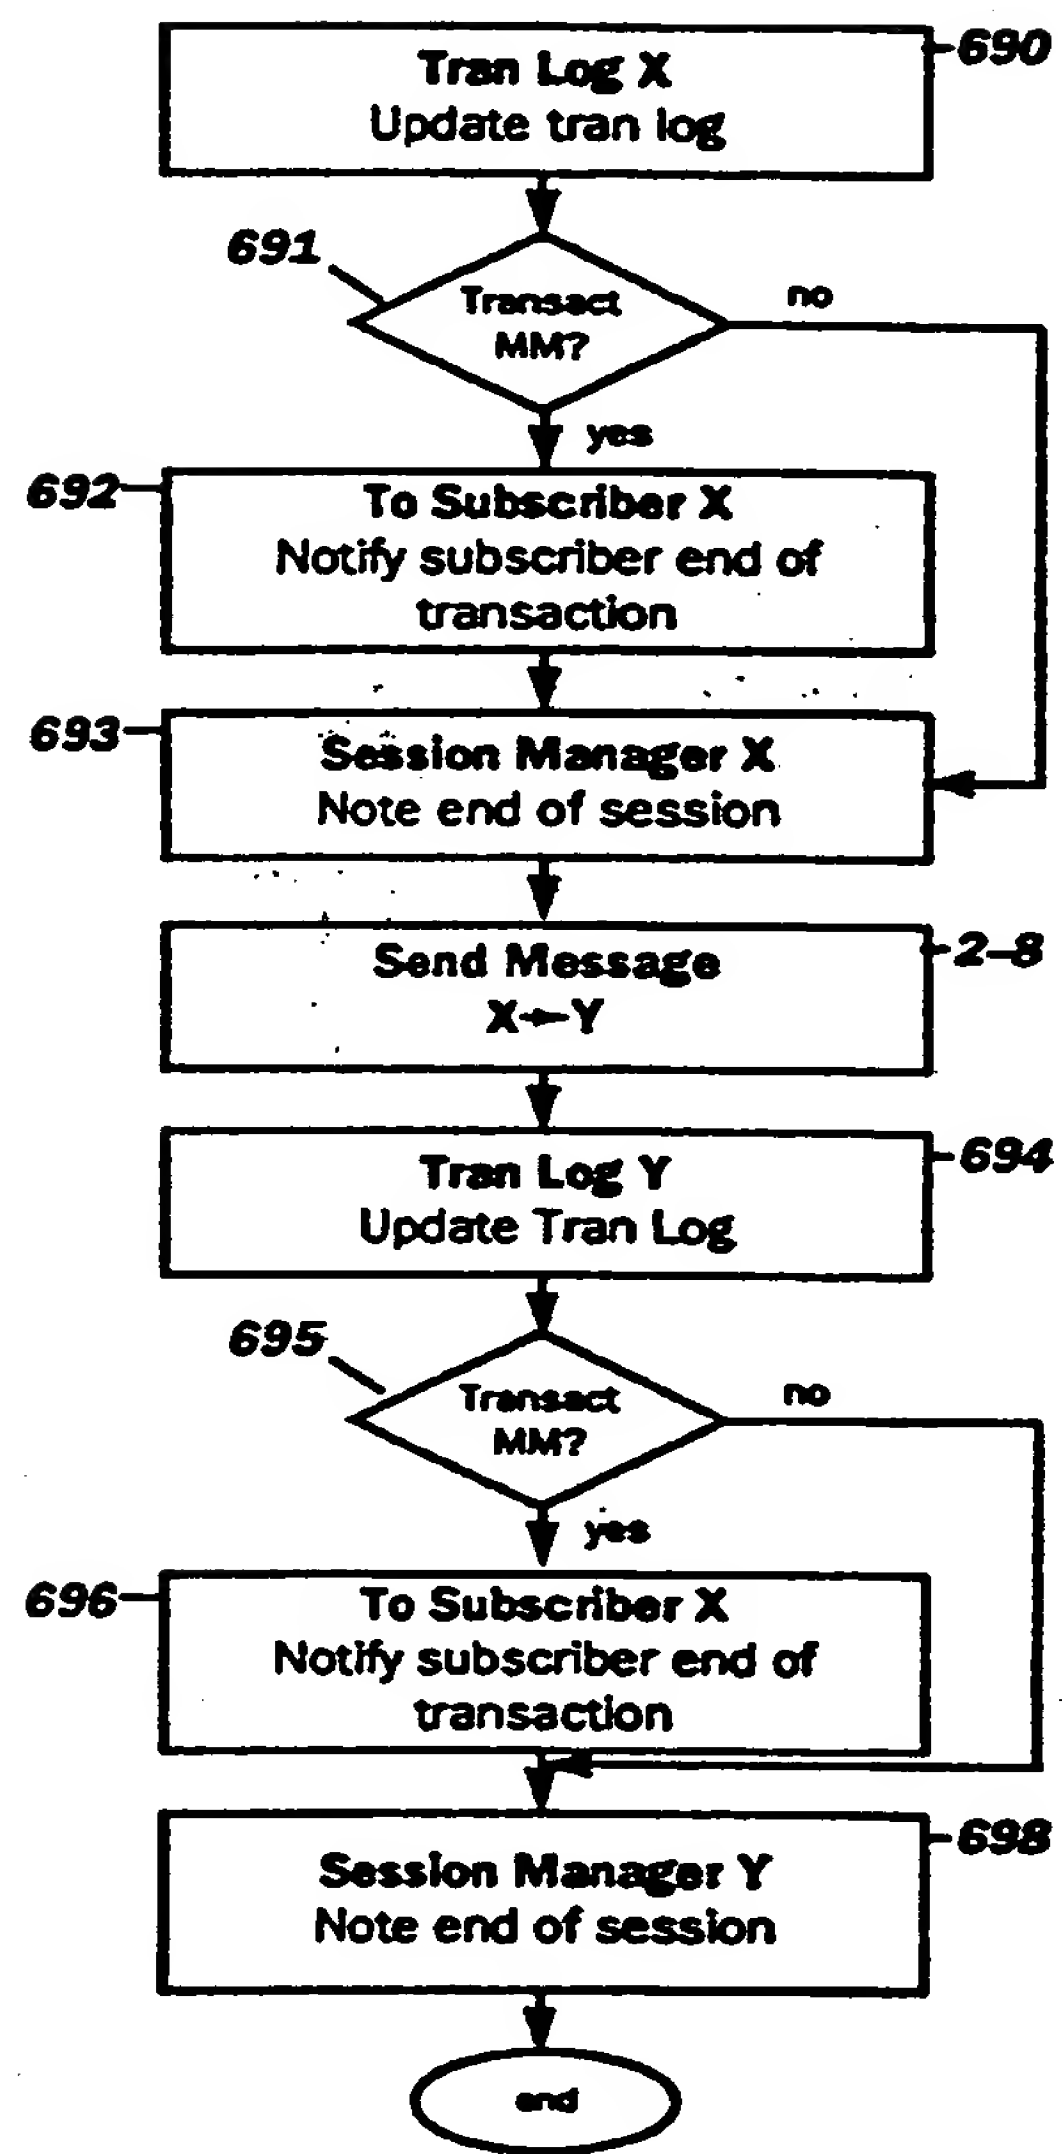 690
Tran Log X
Update tran log
691
Transact
MM?
no
yes
692
To Subscriber X
Notify subscriber end of
transaction
693
Session Manager X
Note end of session
2-8
Send Message
X→Y
694
Tran Log Y
Update Tran Log
695
Transact
MM?
no
yes
696
To Subscriber X
Notify subscriber end of
transaction
698
Session Manager Y
Note end of session
end